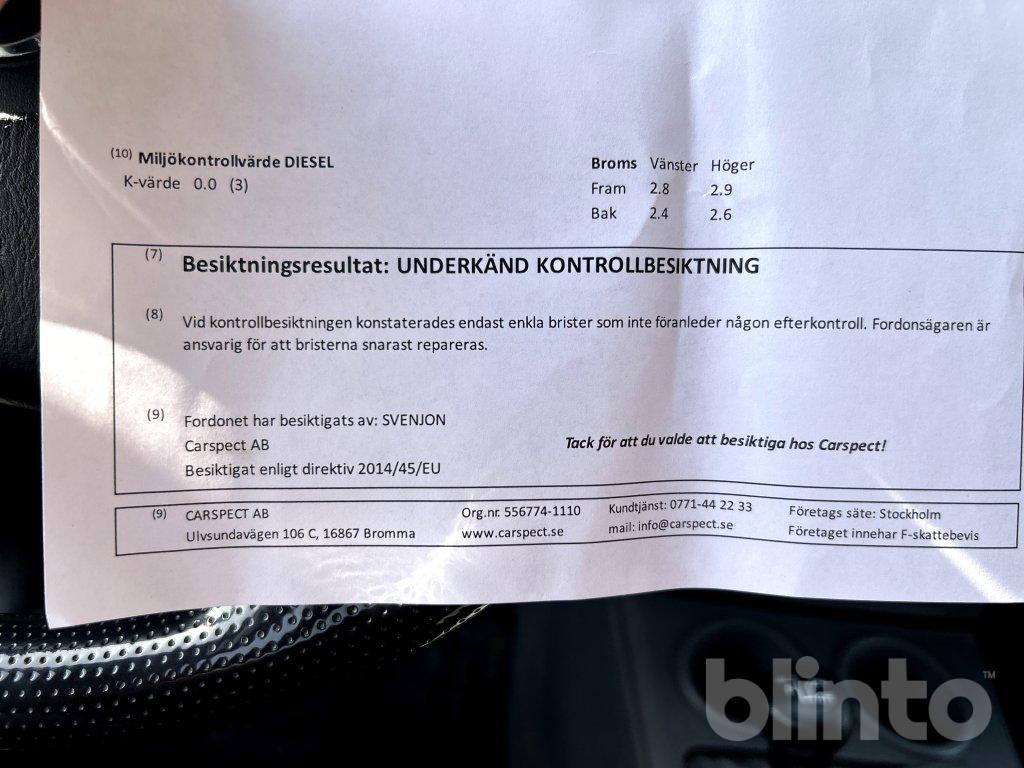 (10) Miljökontrollvärde DIESEL
K-värde 0.0 (3)
Broms Vänster Höger
Fram 2.8 2.9
Bak 2.4 2.6
(7) Besiktningsresultat: UNDERKÄND KONTROLLBESIKTNING
(8) Vid kontrollbesiktningen konstaterades endast enkla brister som inte föranleder någon efterkontroll. Fordonsägaren är
ansvarig för att bristerna snarast repareras.
(9) Fordonet har besiktigats av: SVENJON
Carspect AB
Besiktigat enligt direktiv 2014/45/EU
Tack för att du valde att besiktiga hos Carspect!
(9) CARSPECT AB
Ulvsundavägen 106 C, 16867 Bromma
Org.nr. 556774-1110
www.carspect.se
Kundtjänst: 0771-44 22 33
mail: info@carspect.se
Företags säte: Stockholm
Företaget innehar F-skattebevis
blinto™